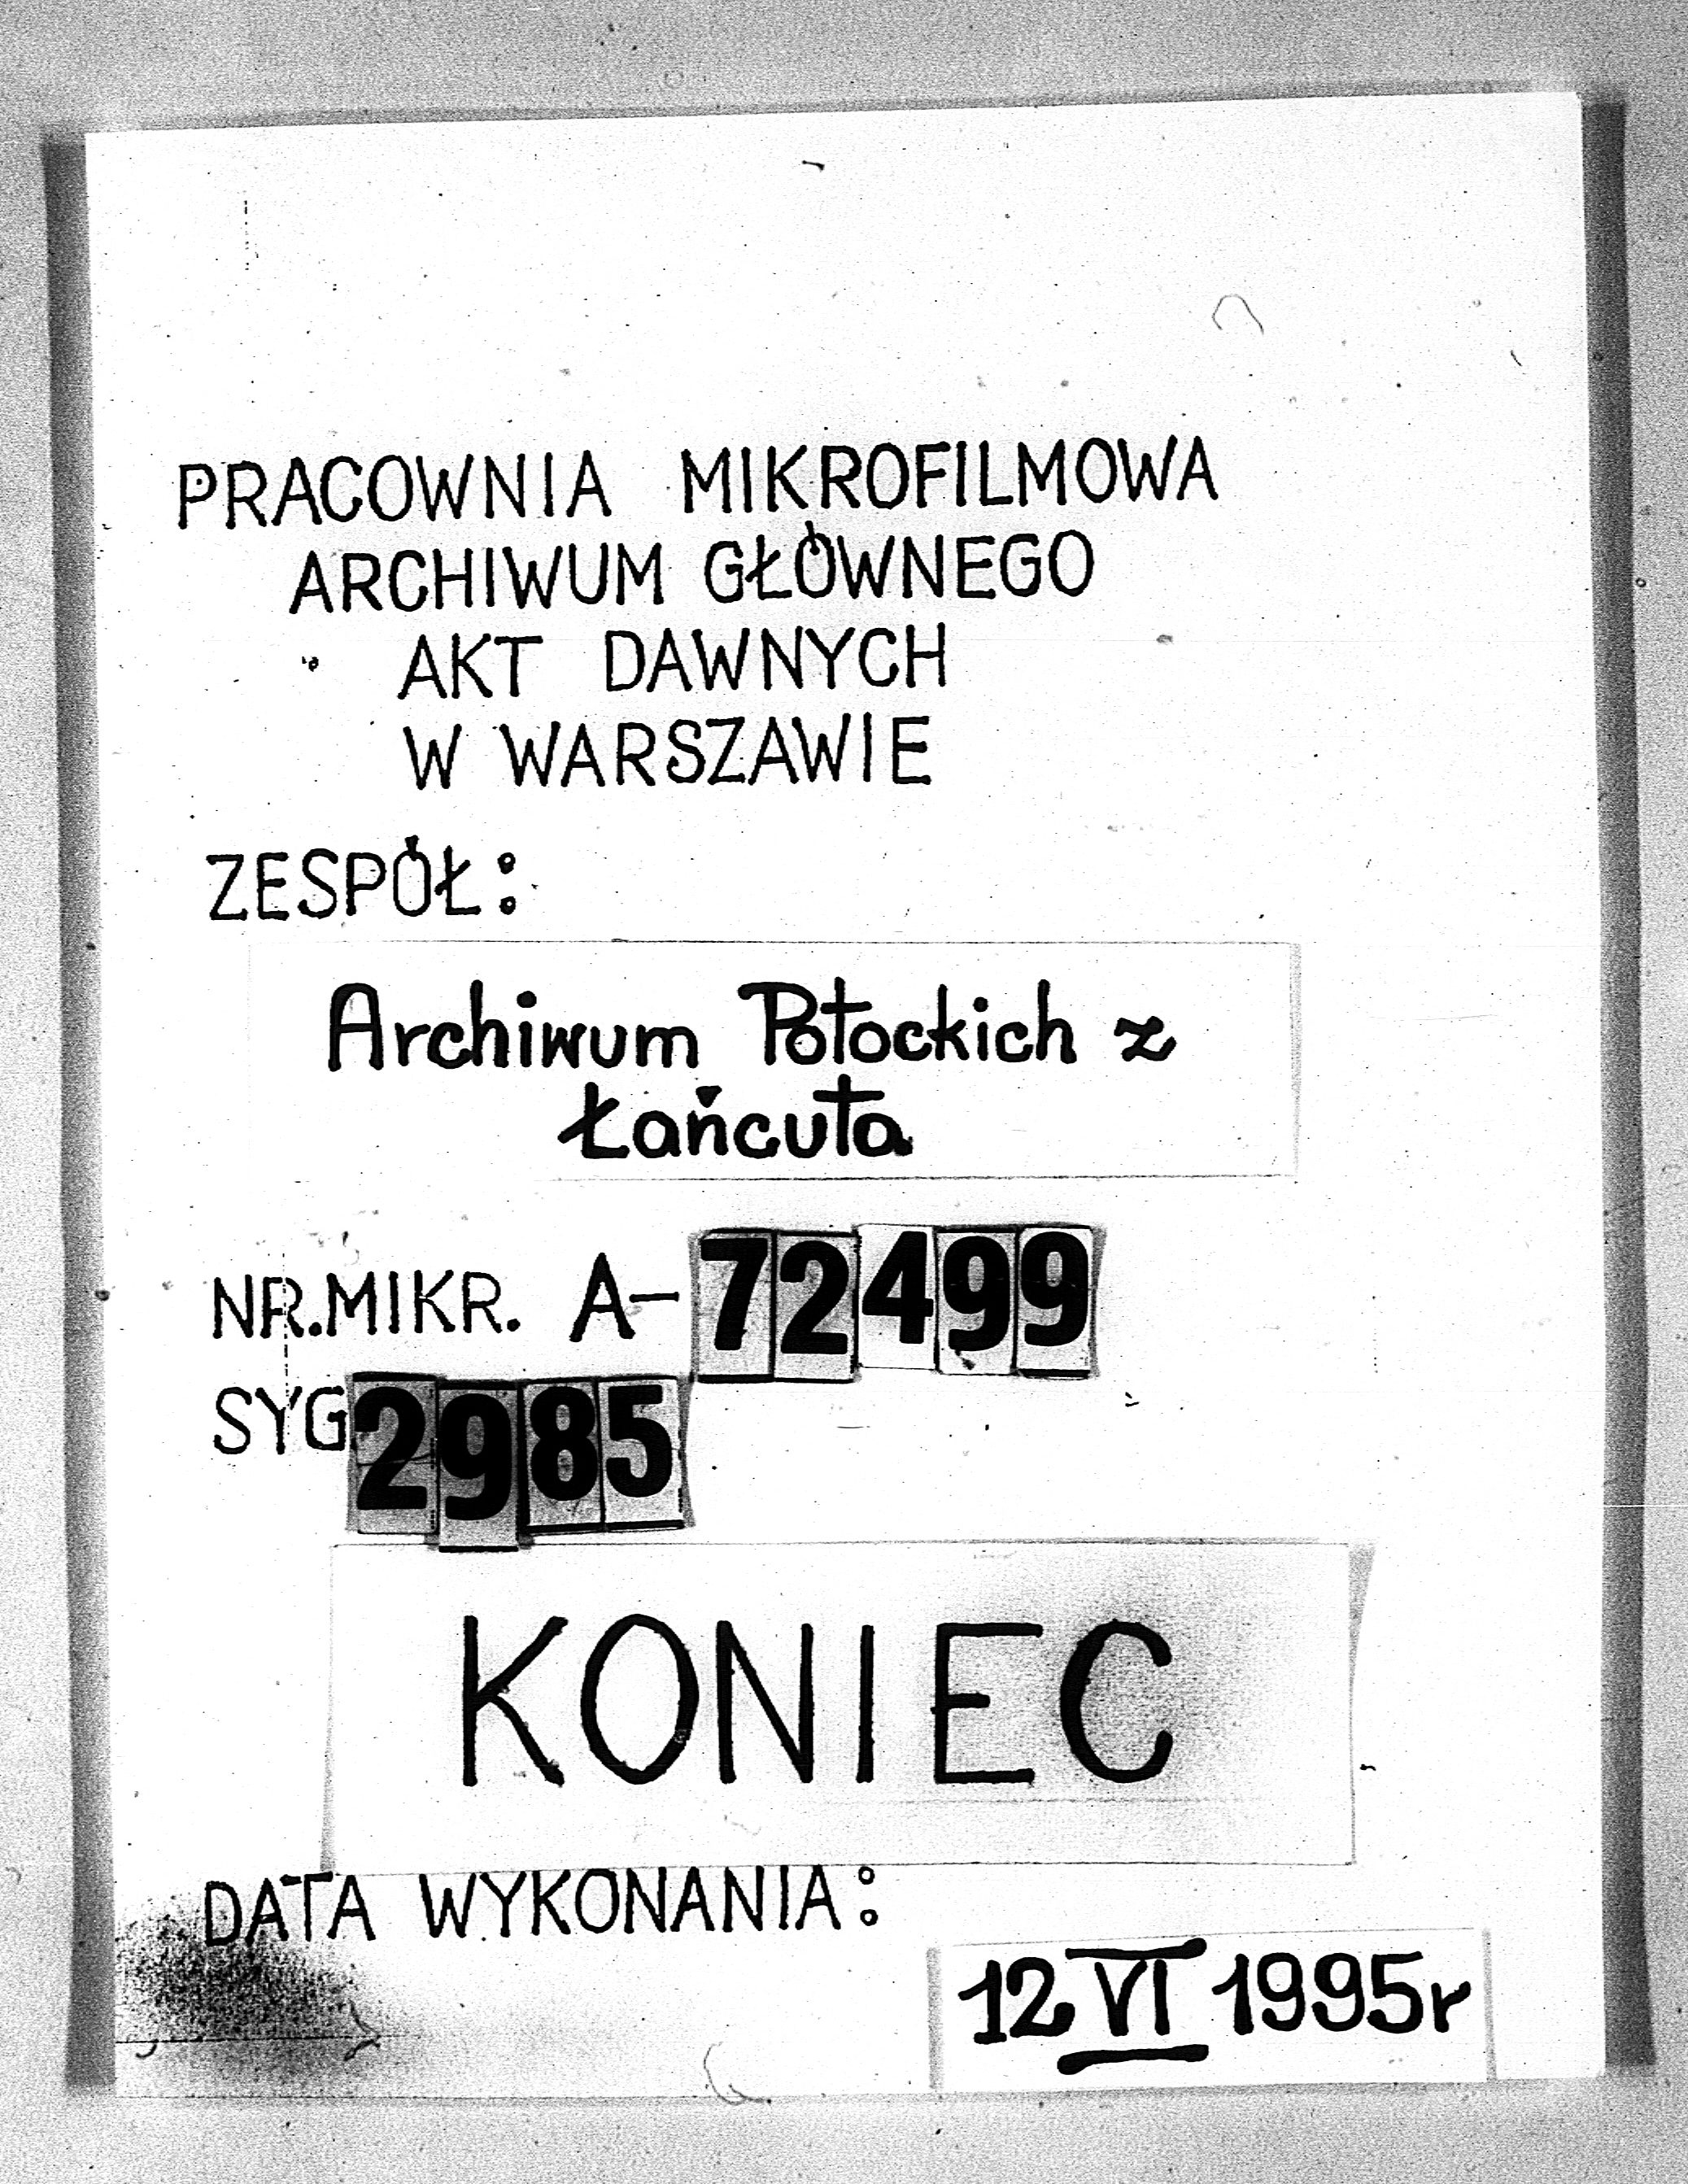 PRACOWNIA MIKROFILMOWA
ARCHIWUM GŁÓWNEGO
AKT DAWNYCH
W WARSZAWIE
ZESPÓŁ:
Archiwum Potockich z
Łańcuta
NR.MIKR. A-72499
SYG 2985
KONIEC
DATA WYKONANIA:
12 VI 1995r